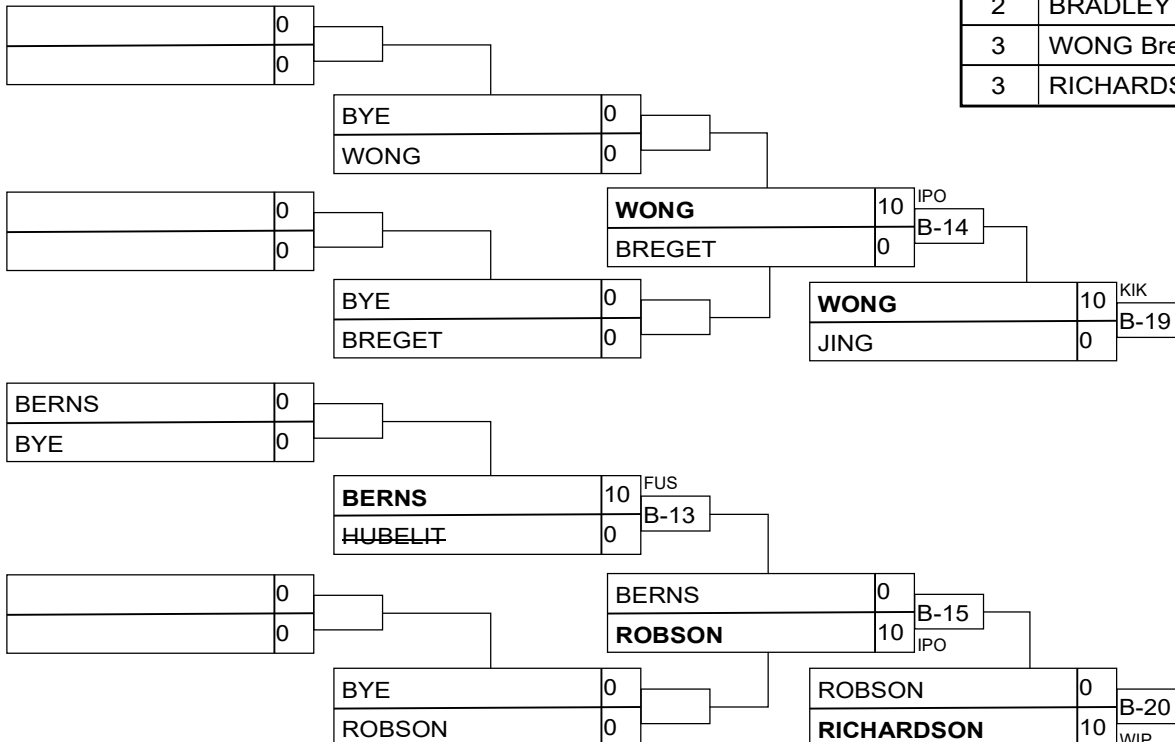 2 BRADLEY
3 WONG Bre
3 RICHARDS
0
0
BYE 0
WONG 0
0
0
WONG 10 IPO
BREGET 0 B-14
BYE 0
BREGET 0
WONG 10 KIK
JING 0 B-19
BERNS 0
BYE 0
BERNS 10 FUS
HUBELIT 0 B-13
0
0
BERNS 0 B-15
ROBSON 10 IPO
BYE 0
ROBSON 0
ROBSON 0 B-20
RICHARDSON 10 WIP